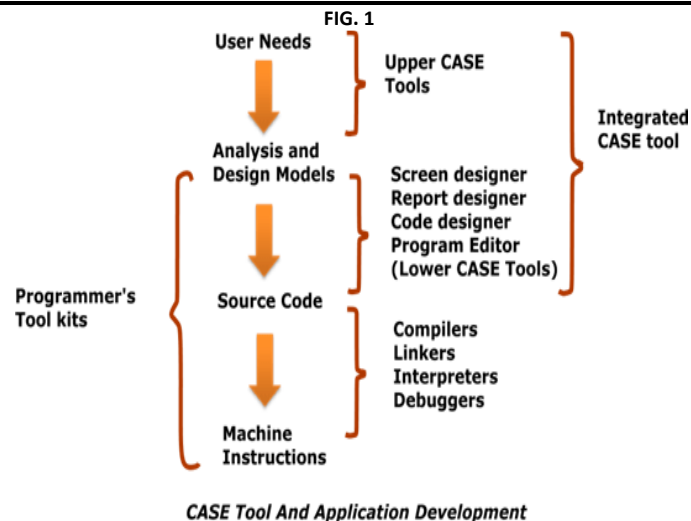 FIG. 1
User Needs
Upper CASE
Tools
Integrated
CASE tool
Analysis and
Design Models
Screen designer
Report designer
Code designer
Program Editor
(Lower CASE Tools)
Programmer's
Tool kits
Source Code
Compilers
Linkers
Interpreters
Debuggers
Machine
Instructions
CASE Tool And Application Development